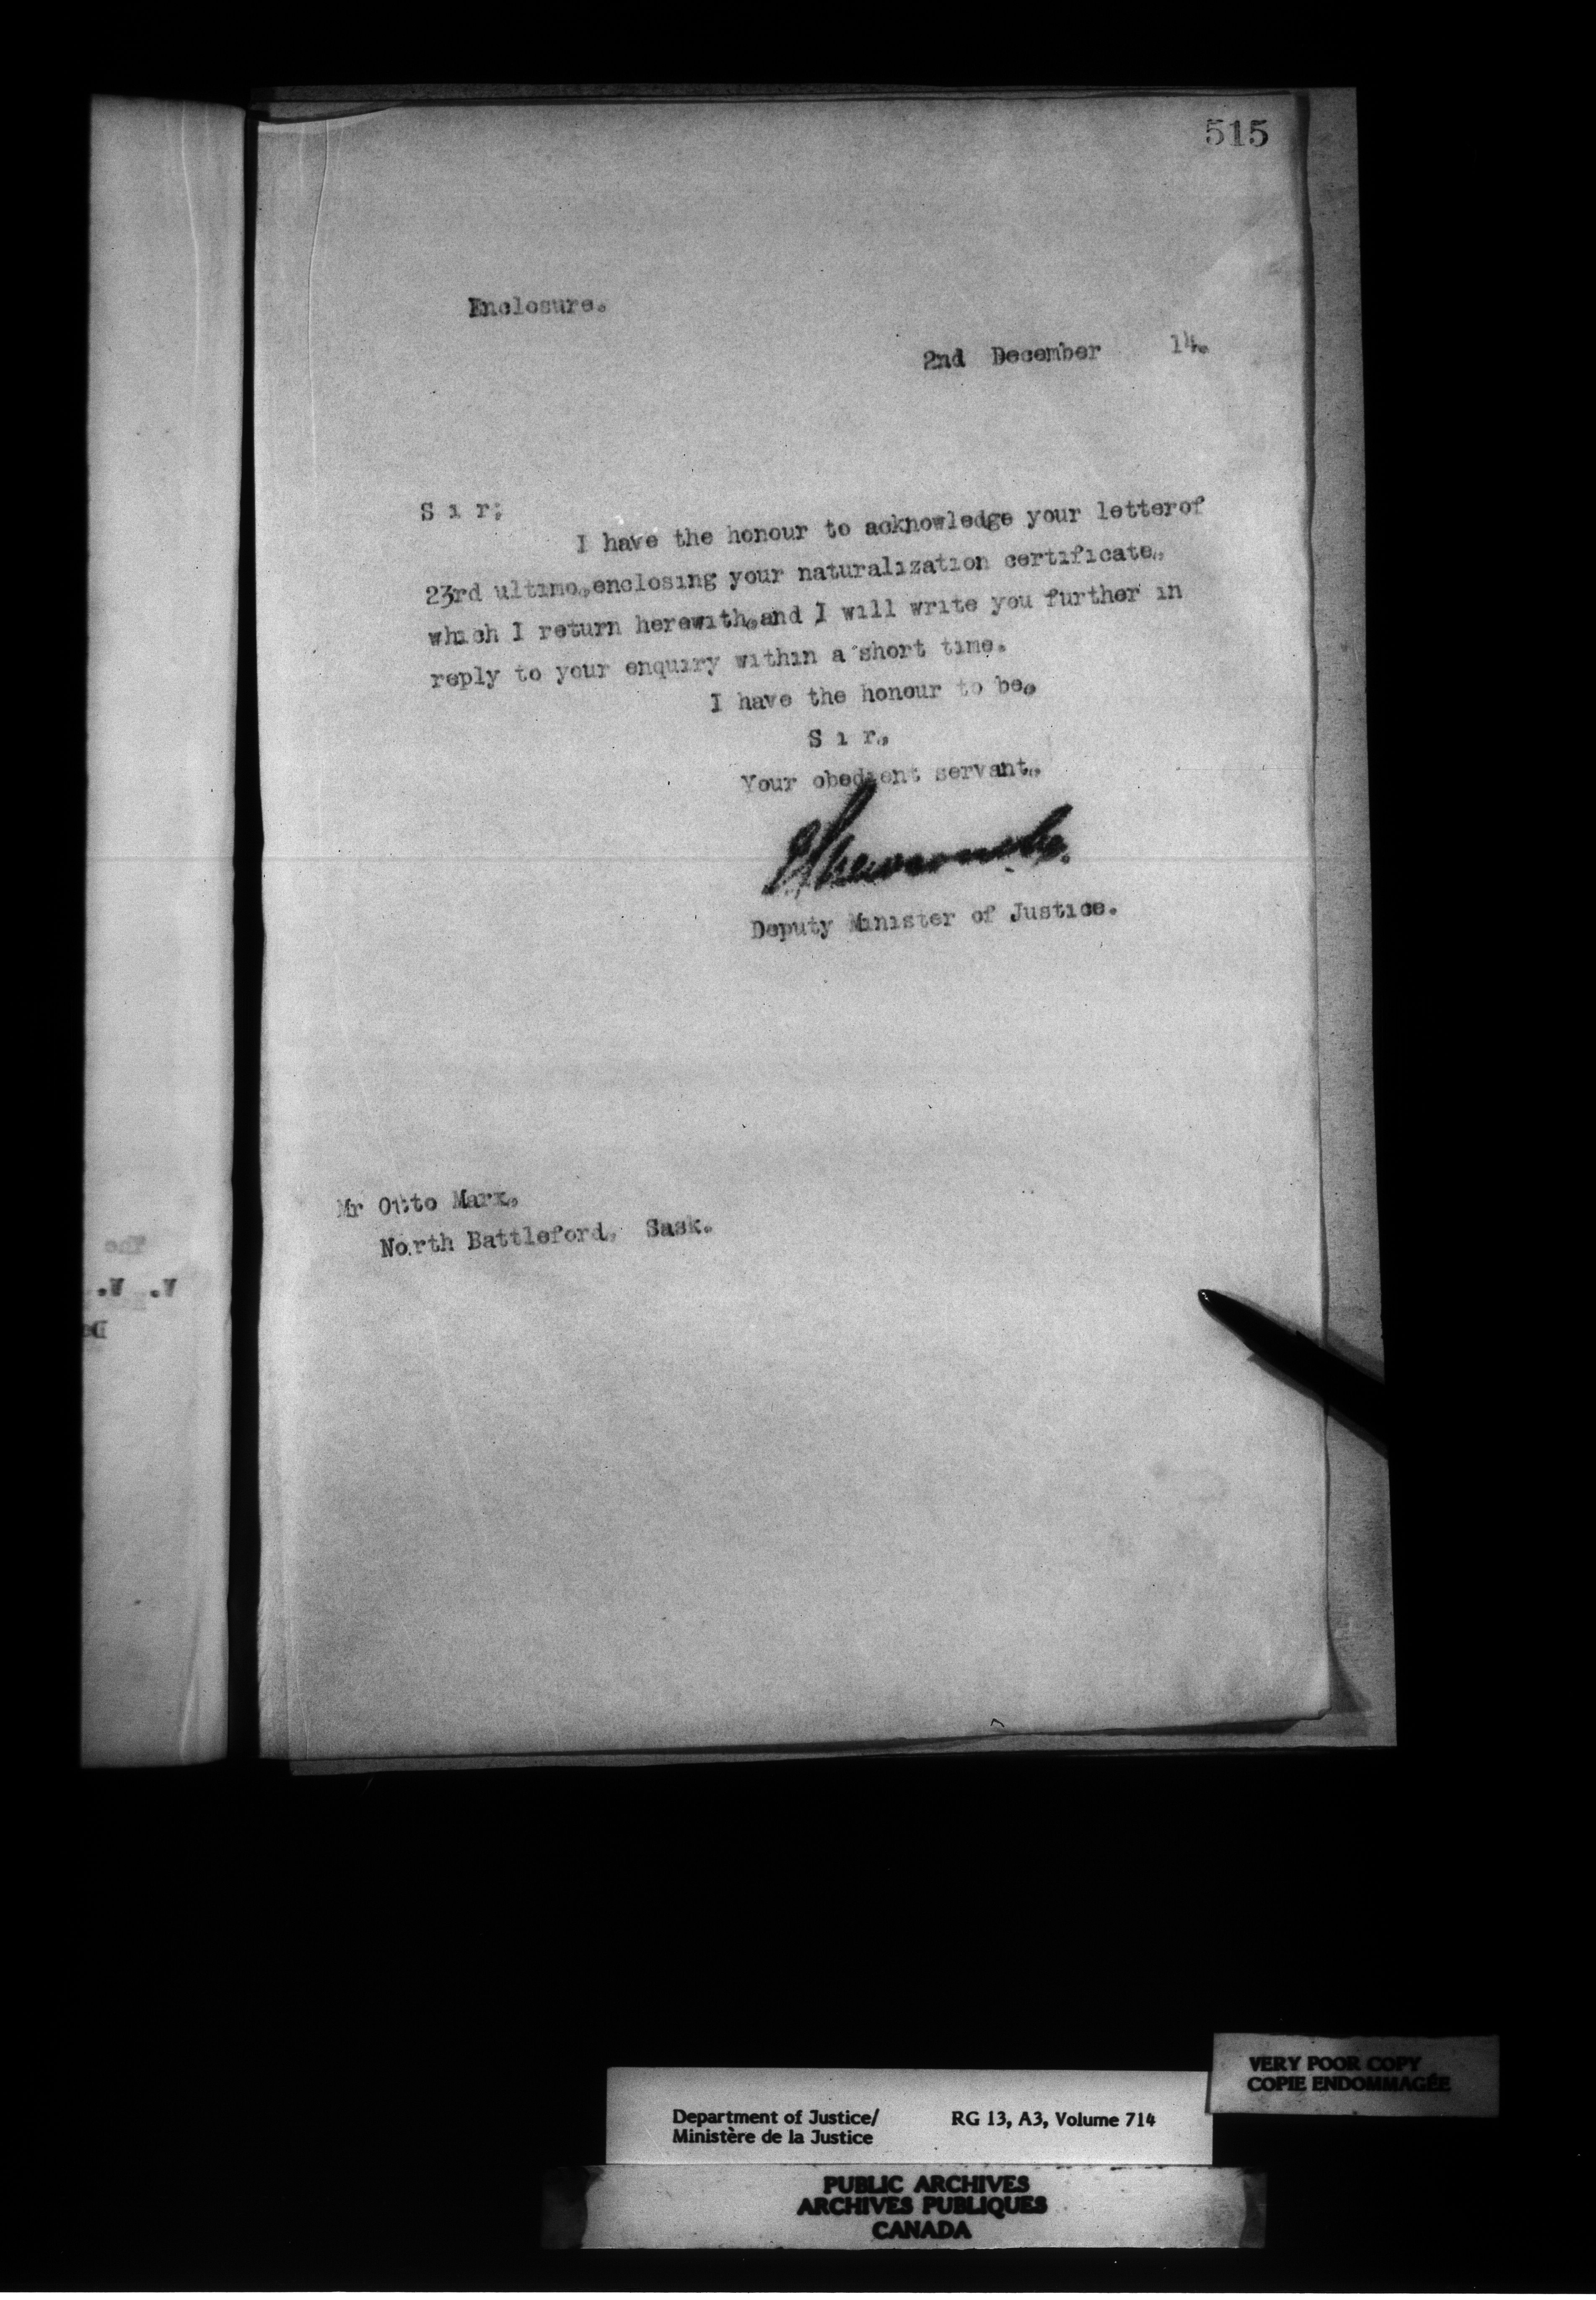 515
Enclosure.
2nd December 14.
S i r;
I have the honour to acknowledge your letterof
23rd ultimo,enclosing your naturalization certificate,
which I return herewith,and I will write you further in
reply to your enquiry within a short time.
I have the honour to be,
S i r,
Your obedient servant,
ELNewcombe.
Deputy Minister of Justice.
Mr Otto Marx,
North Battleford, Sask.
The
W. V.
De
VERY POOR COPY
COPIE ENDOMMAGÉE
Department of Justice/ RG 13, A3, Volume 714
Ministère de la Justice
PUBLIC ARCHIVES
ARCHIVES PUBLIQUES
CANADA